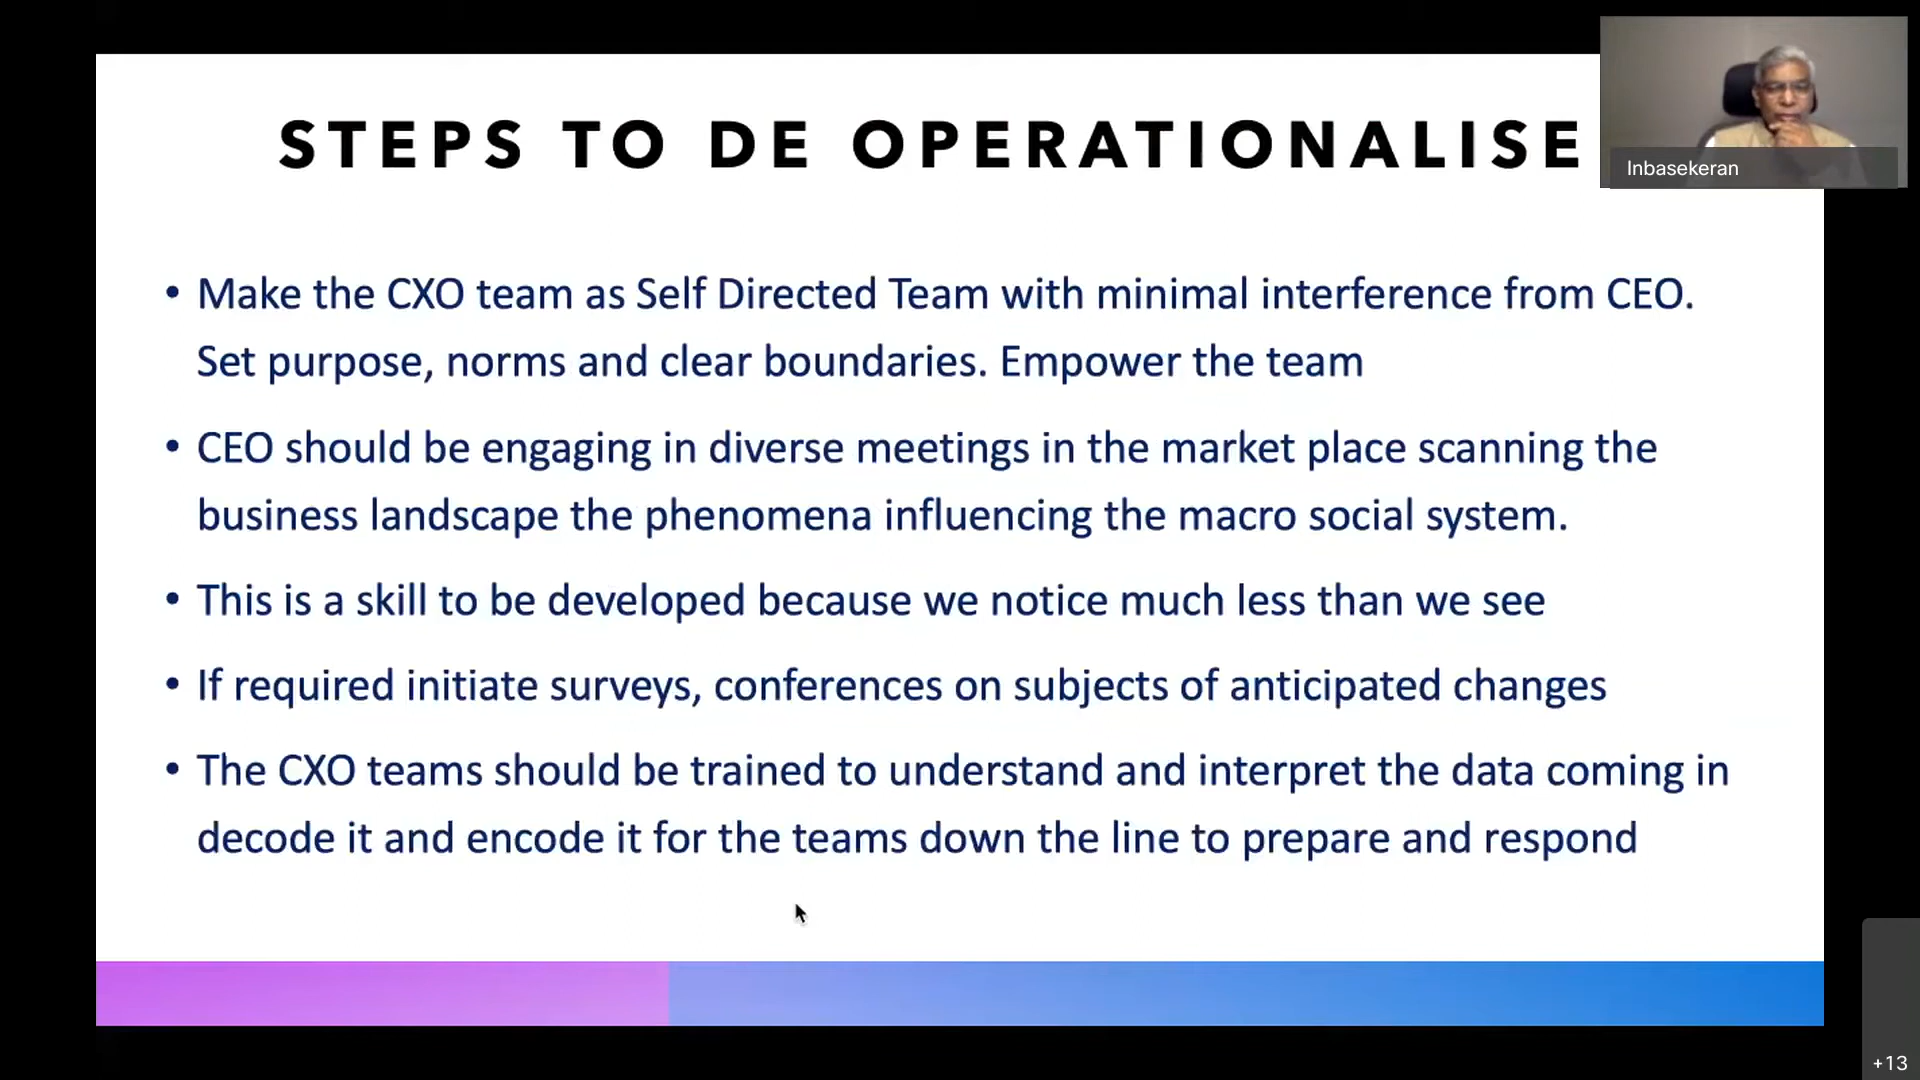 STEPS TO DE OPERATIONALISE
Inbasekeran
• Make the CXO team as Self Directed Team with minimal interference from CEO.
Set purpose, norms and clear boundaries. Empower the team
• CEO should be engaging in diverse meetings in the market place scanning the
business landscape the phenomena influencing the macro social system.
• This is a skill to be developed because we notice much less than we see
• If required initiate surveys, conferences on subjects of anticipated changes
• The CXO teams should be trained to understand and interpret the data coming in
decode it and encode it for the teams down the line to prepare and respond
+13